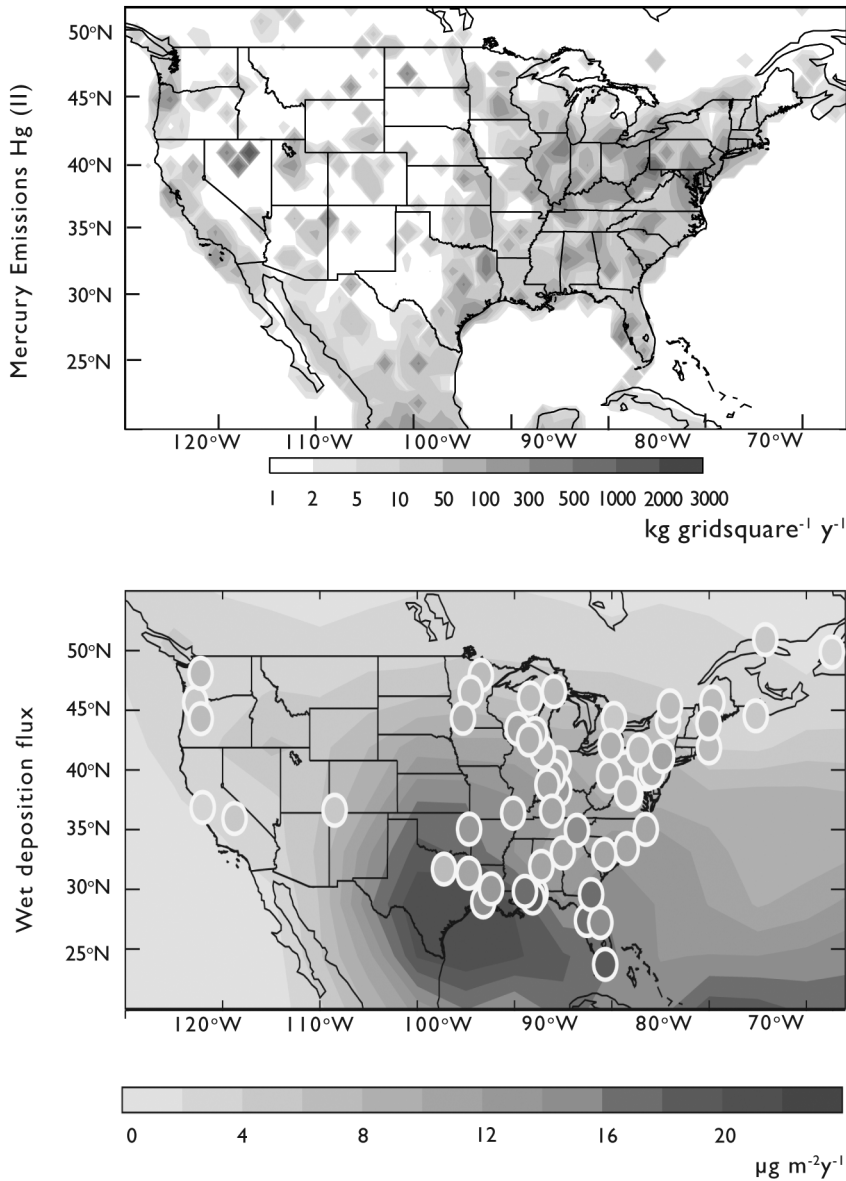 Mercury Emissions Hg (II)
50°N
45°N
40°N
35°N
30°N
25°N
120°W 110°W 100°W 90°W 80°W 70°W
1 2 5 10 50 100 300 500 1000 2000 3000
kg gridsquare⁻¹ y⁻¹
Wet deposition flux
50°N
45°N
40°N
35°N
30°N
25°N
120°W 110°W 100°W 90°W 80°W 70°W
0 4 8 12 16 20
µg m⁻²y⁻¹